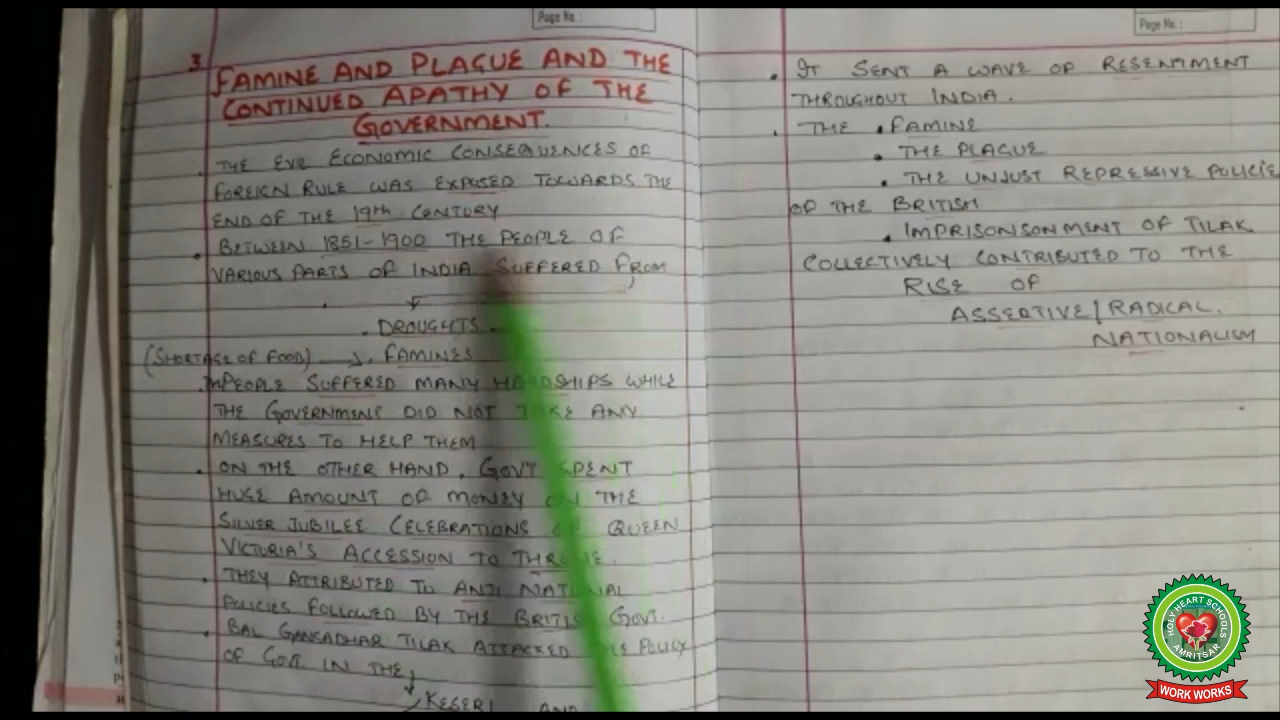 Page No. :
3
FAMINE AND PLAGUE AND THE
CONTINUED APATHY OF THE
GOVERNMENT.
. THE EVE ECONOMIC CONSEQUENCES OF
FOREIGN RULE WAS EXPOSED TOWARDS THE
END OF THE 19th CONTURY
. BETWEEN 1851-1900 THE PEOPLE OF
VARIOUS PARTS OF INDIA SUFFERED FROM
. DROUGHTS.
(SHORTAGE OF FOOD) → . FAMINES
. PEOPLE SUFFERED MANY HARDSHIPS WHILE
THE GOVERNMENT DID NOT TAKE ANY
MEASURES TO HELP THEM
. ON THE OTHER HAND. GOVT SPENT
HUGE AMOUNT OF MONEY ON THE
SILVER JUBILEE CELEBRATIONS OF QUEEN
VICTORIA'S ACCESSION TO THRONE.
. THEY ATTRIBUTED TO ANTI NATIONAL
POLICIES FOLLOWED BY THE BRITISH GOVT.
. BAL GANGADHAR TILAK ATTACKED THE POLICY
OF GOVT. IN THE
KESERI AND
Page No. :
. IT SENT A WAVE OF RESENTMENT
THROUGHOUT INDIA.
. THE . FAMINE
. THE PLAGUE
. THE UNJUST REPRESSIVE POLICIE
OF THE BRITISH
. IMPRISONSONMENT OF TILAK
COLLECTIVELY CONTRIBUTED TO THE
RISE OF
ASSERTIVE/RADICAL.
NATIONALISM
HOLY HEART SCHOOLS
AMRITSAR
WORK WORKS